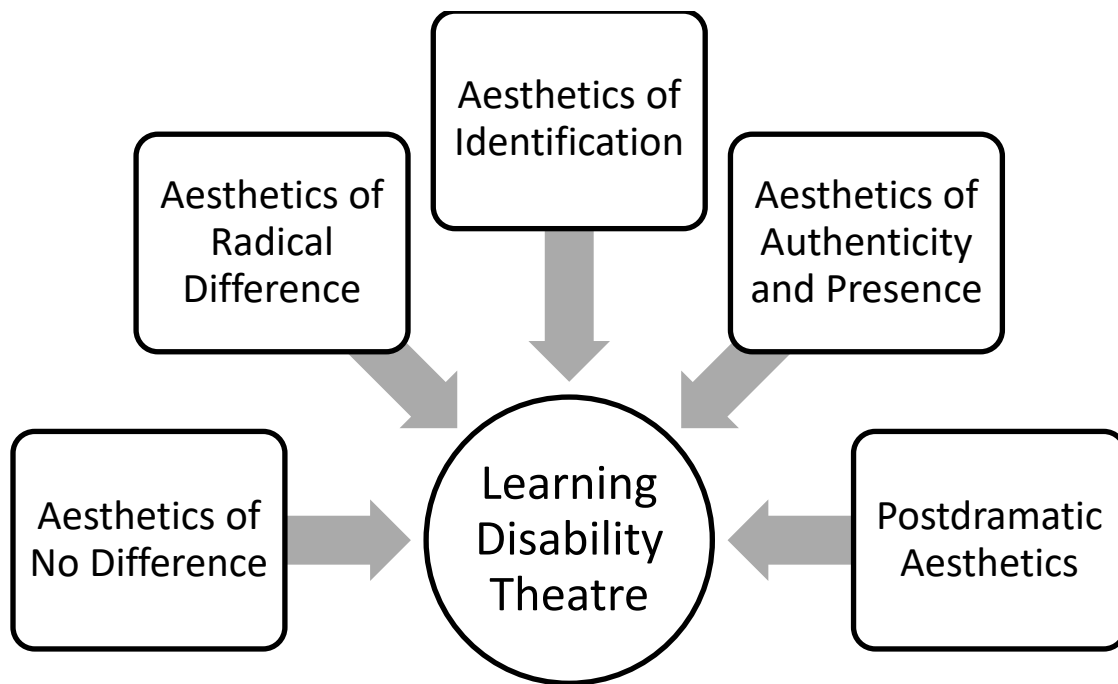 Aesthetics of
Identification
Aesthetics of
Radical
Difference
Aesthetics of
Authenticity
and Presence
Aesthetics of
No Difference
Learning
Disability
Theatre
Postdramatic
Aesthetics